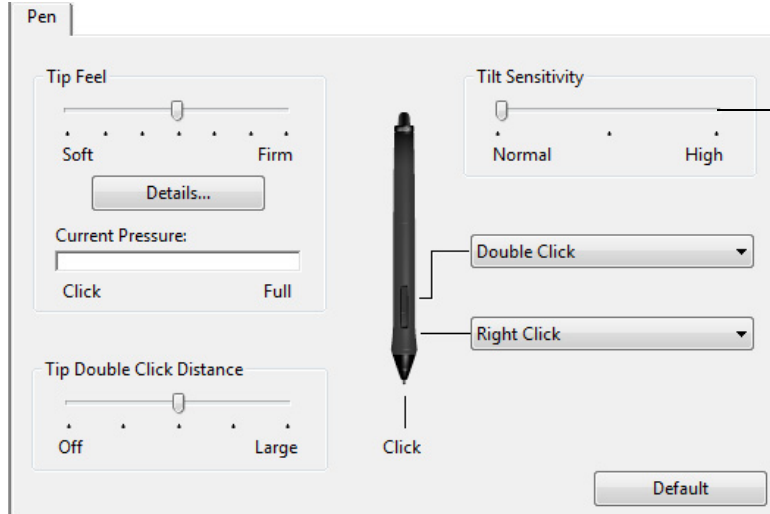 Pen
Tip Feel
Soft Firm
Details...
Current Pressure:
Click Full
Tip Double Click Distance
Off Large
Click
Tilt Sensitivity
Normal High
Double Click
Right Click
Default